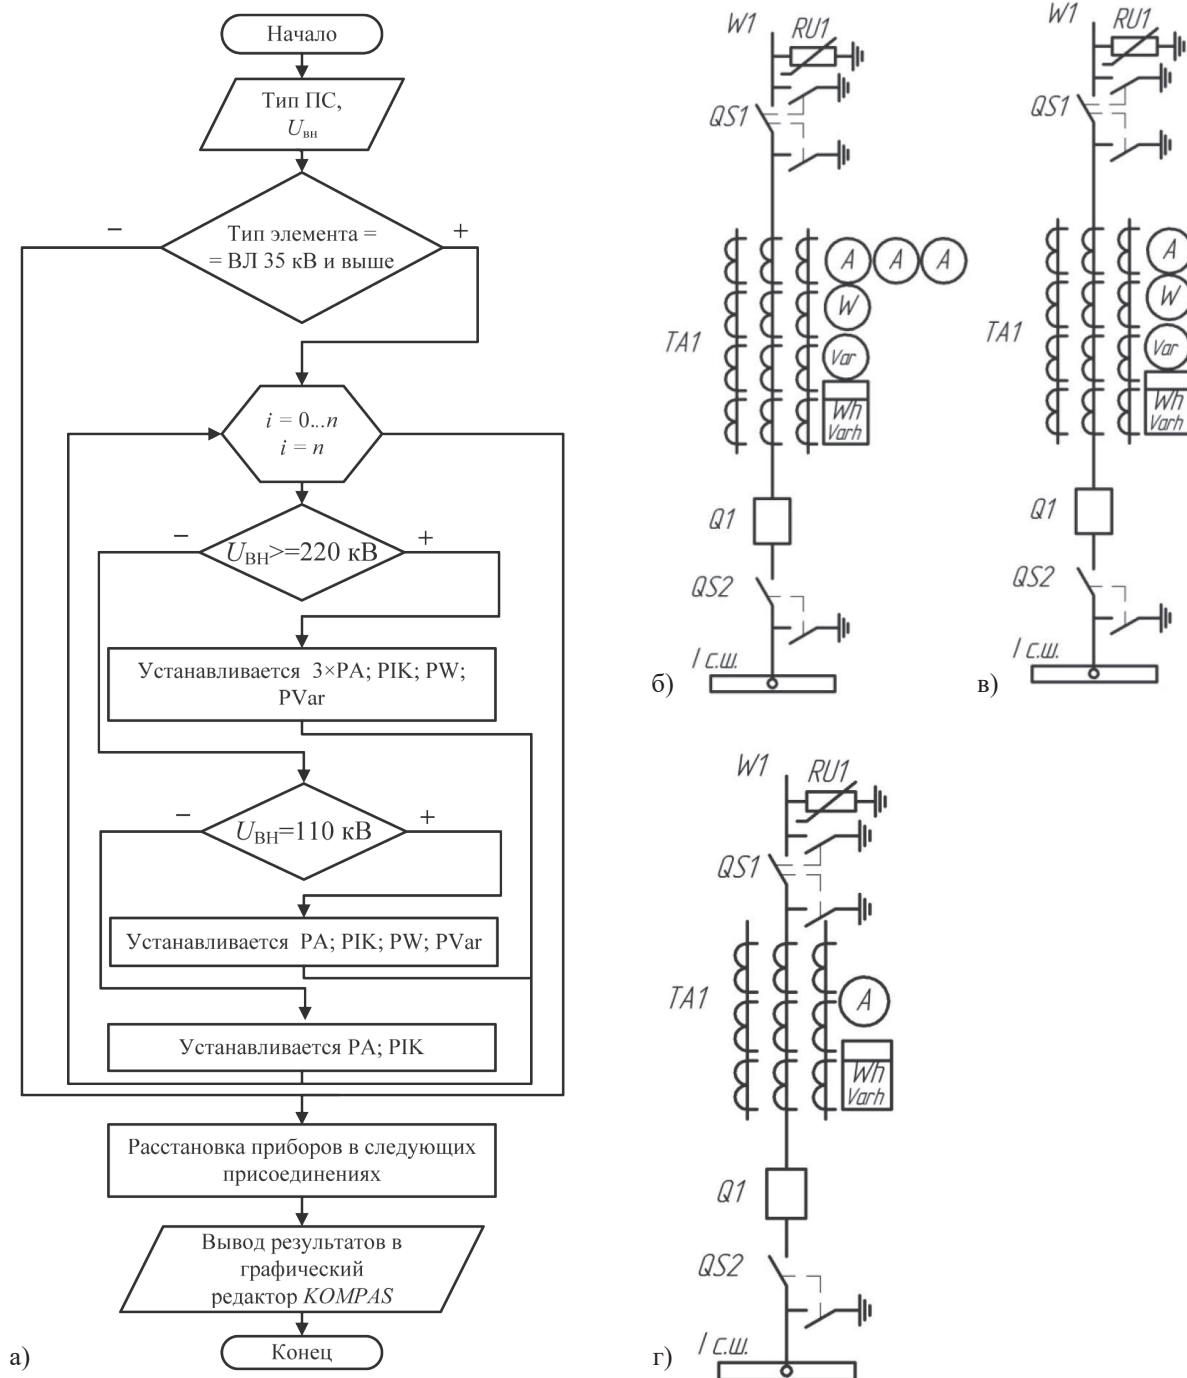 Начало
Тип ПС,
Uвн
Тип элемента =
= ВЛ 35 кВ и выше
–
+
i = 0...n
i = n
UВН>=220 кВ
–
+
Устанавливается 3×PA; PIK; PW;
PVar
UВН=110 кВ
–
+
Устанавливается PA; PIK; PW; PVar
Устанавливается PA; PIK
Расстановка приборов в следующих
присоединениях
Вывод результатов в
графический
редактор KOMPAS
Конец
а)
W1
RU1
QS1
TA1
A
A
A
W
Var
Wh
Varh
Q1
QS2
I с.ш.
б)
W1
RU1
QS1
TA1
A
W
Var
Wh
Varh
Q1
QS2
I с.ш.
в)
W1
RU1
QS1
TA1
A
Wh
Varh
Q1
QS2
I с.ш.
г)